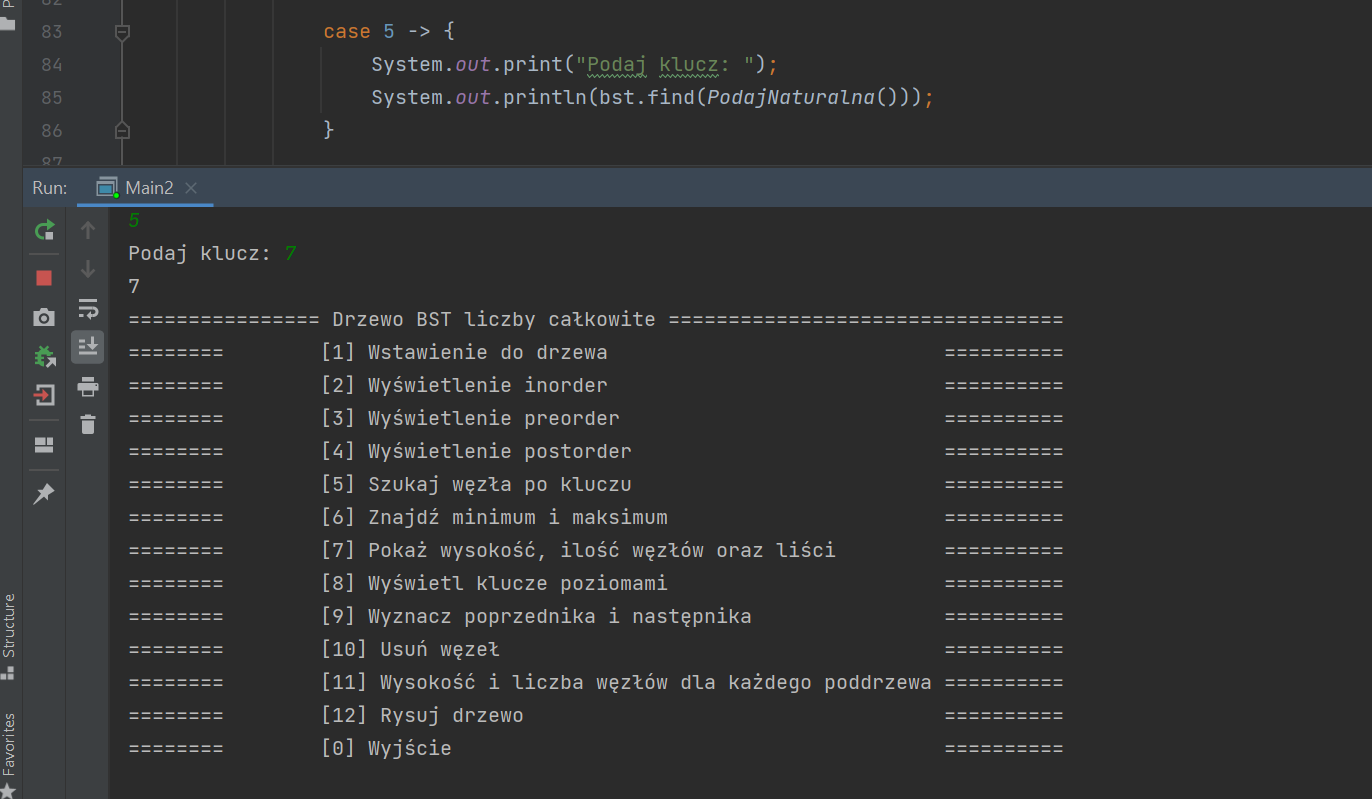 82
83 case 5 -> {
84 System.out.print("Podaj klucz: ");
85 System.out.println(bst.find(PodajNaturalna()));
86 }
87
Run: Main2
5
Podaj klucz: 7
7
================ Drzewo BST liczby całkowite =================================
======== [1] Wstawienie do drzewa ==========
======== [2] Wyświetlenie inorder ==========
======== [3] Wyświetlenie preorder ==========
======== [4] Wyświetlenie postorder ==========
======== [5] Szukaj węzła po kluczu ==========
======== [6] Znajdź minimum i maksimum ==========
======== [7] Pokaż wysokość, ilość węzłów oraz liści ==========
======== [8] Wyświetl klucze poziomami ==========
======== [9] Wyznacz poprzednika i następnika ==========
======== [10] Usuń węzeł ==========
======== [11] Wysokość i liczba węzłów dla każdego poddrzewa ==========
======== [12] Rysuj drzewo ==========
======== [0] Wyjście ==========
Structure
Favorites